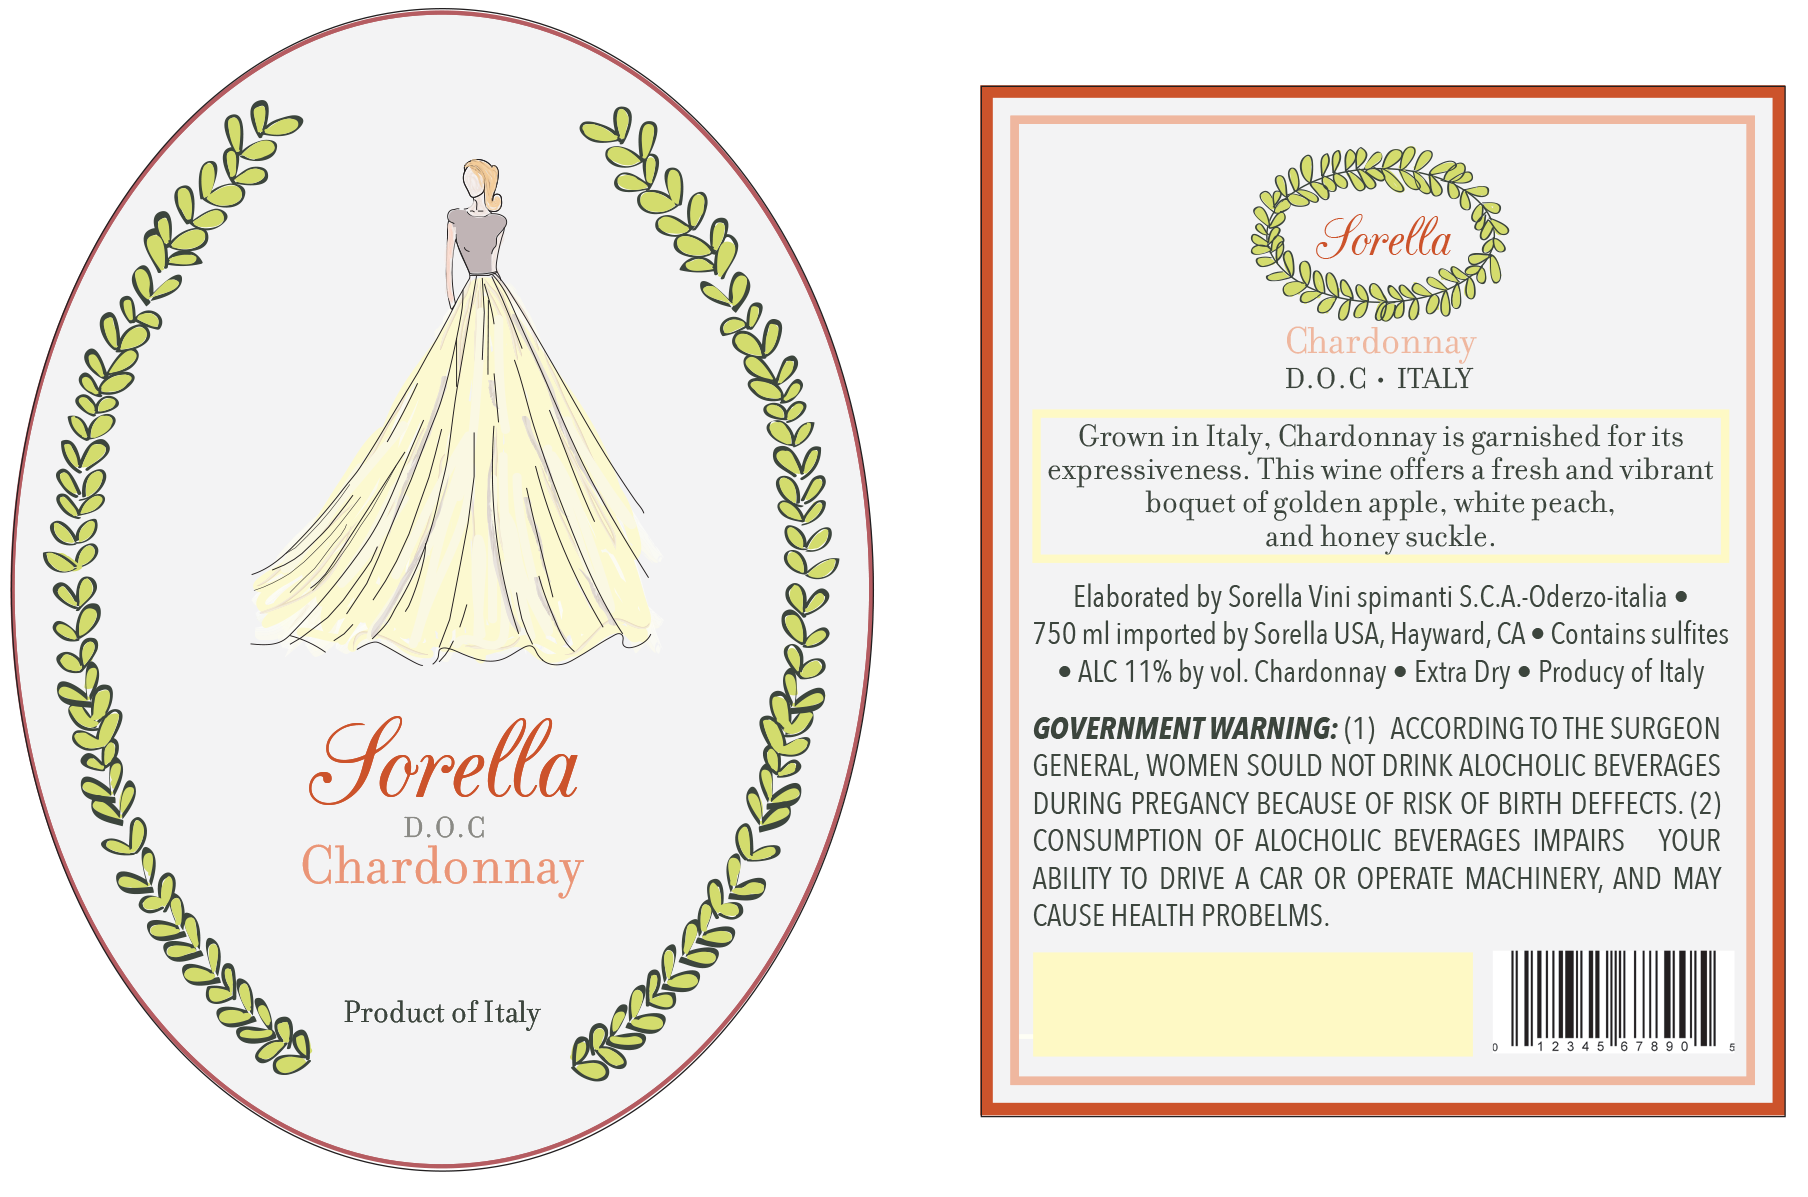 Sorella
D.O.C
Chardonnay
Product of Italy
Sorella
Chardonnay
D.O.C • ITALY
Grown in Italy, Chardonnay is garnished for its
expressiveness. This wine offers a fresh and vibrant
boquet of golden apple, white peach,
and honey suckle.
Elaborated by Sorella Vini spimanti S.C.A.-Oderzo-italia •
750 ml imported by Sorella USA, Hayward, CA • Contains sulfites
• ALC 11% by vol. Chardonnay • Extra Dry • Producy of Italy
GOVERNMENT WARNING: (1) ACCORDING TO THE SURGEON
GENERAL, WOMEN SOULD NOT DRINK ALOCHOLIC BEVERAGES
DURING PREGANCY BECAUSE OF RISK OF BIRTH DEFFECTS. (2)
CONSUMPTION OF ALOCHOLIC BEVERAGES IMPAIRS YOUR
ABILITY TO DRIVE A CAR OR OPERATE MACHINERY, AND MAY
CAUSE HEALTH PROBELMS.
0 12345 67890 5